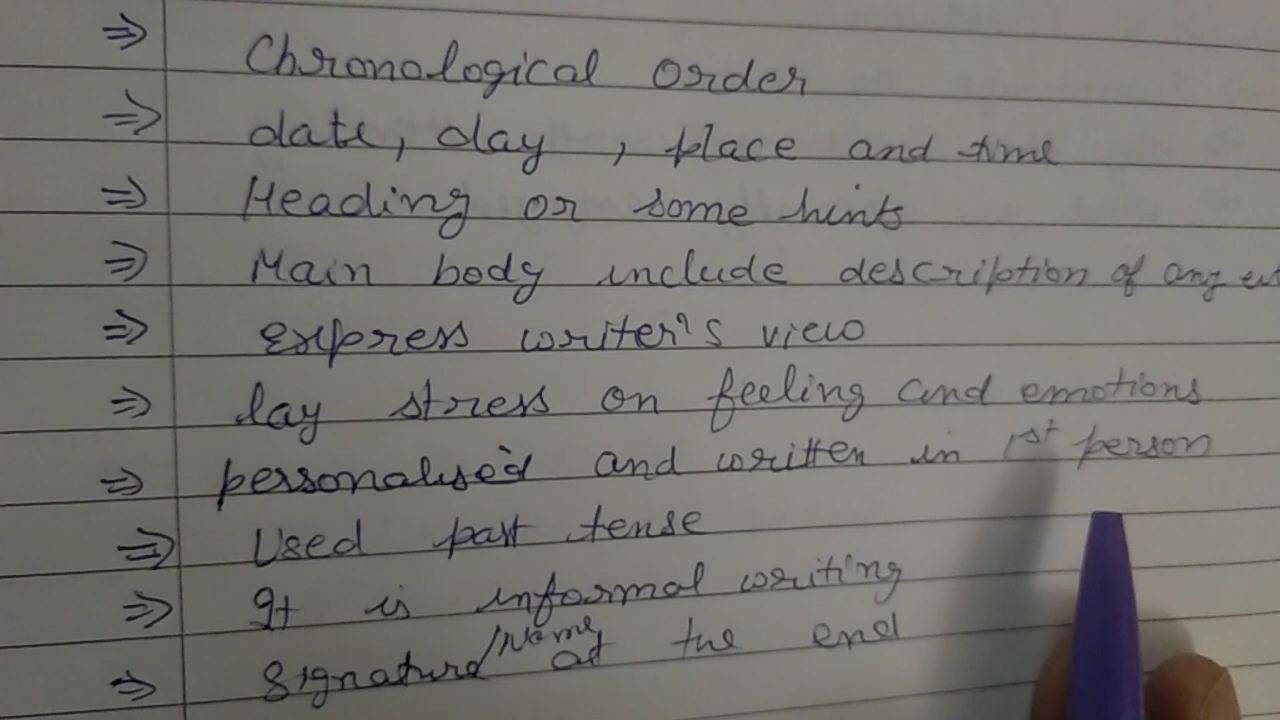 ⇒ Chronological order
⇒ date, day , place and time
⇒ Heading or some hints
⇒ Main body include description of any
⇒ express writer's view
⇒ lay stress on feeling and emotions
⇒ personalised and written in 1st person
⇒ Used past tense
⇒ It is informal writing
⇒ Signature/Name at the end